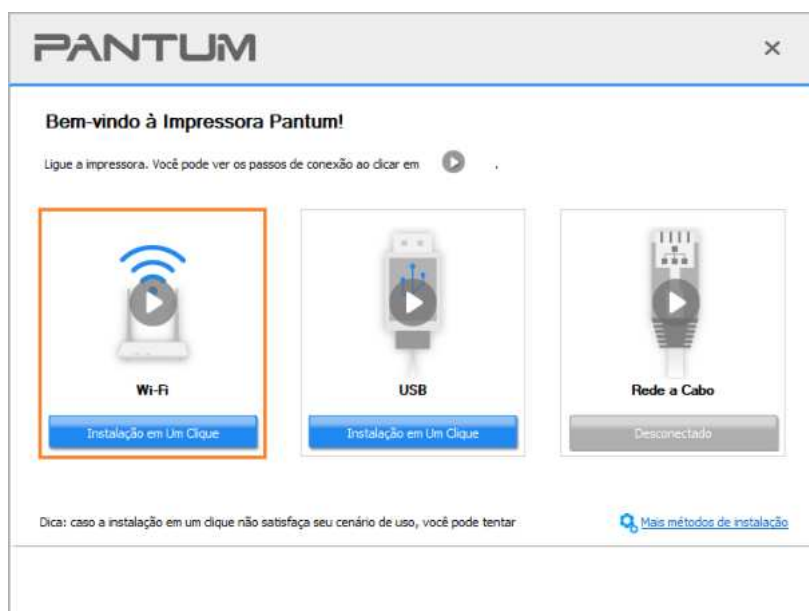 PANTUM
Bem-vindo à Impressora Pantum!
Ligue a impressora. Você pode ver os passos de conexão ao clicar em .
Wi-Fi
Instalação em Um Clique
USB
Instalação em Um Clique
Rede a Cabo
Desconectado
Dica: caso a instalação em um clique não satisfaça seu cenário de uso, você pode tentar
Mais métodos de instalação